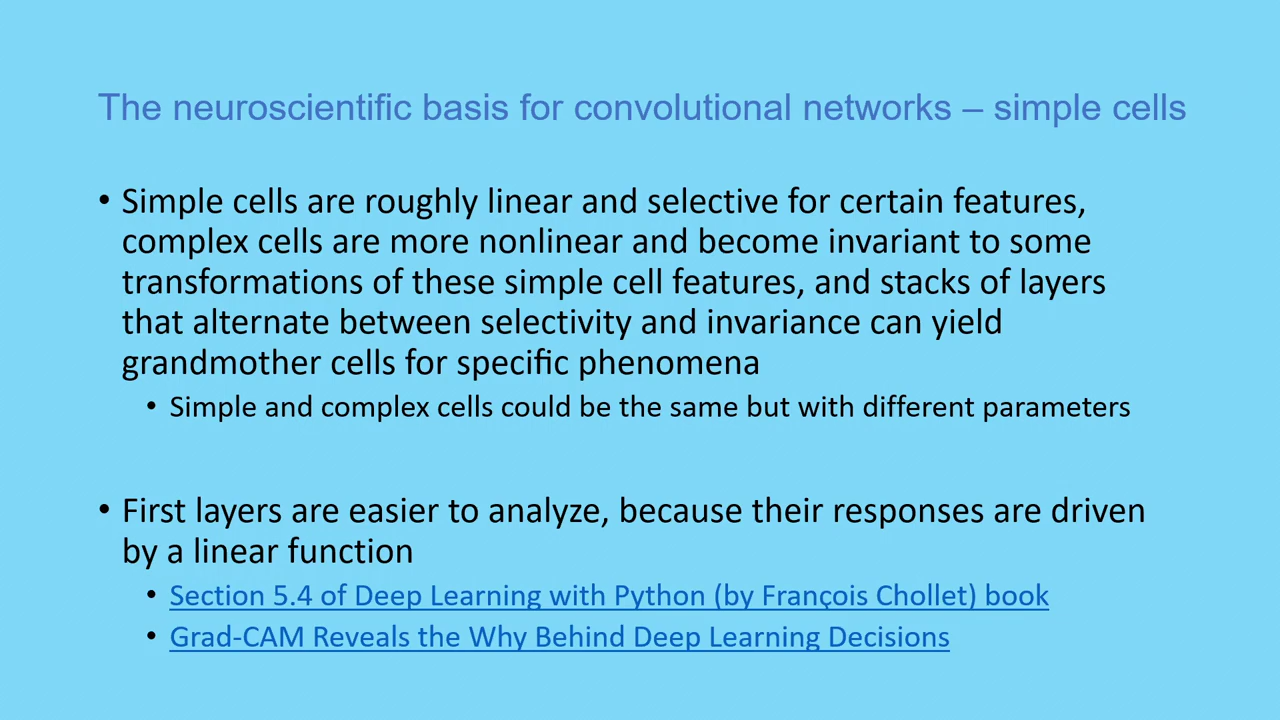 The neuroscientific basis for convolutional networks – simple cells
• Simple cells are roughly linear and selective for certain features,
complex cells are more nonlinear and become invariant to some
transformations of these simple cell features, and stacks of layers
that alternate between selectivity and invariance can yield
grandmother cells for specific phenomena
• Simple and complex cells could be the same but with different parameters
• First layers are easier to analyze, because their responses are driven
by a linear function
• Section 5.4 of Deep Learning with Python (by François Chollet) book
• Grad-CAM Reveals the Why Behind Deep Learning Decisions